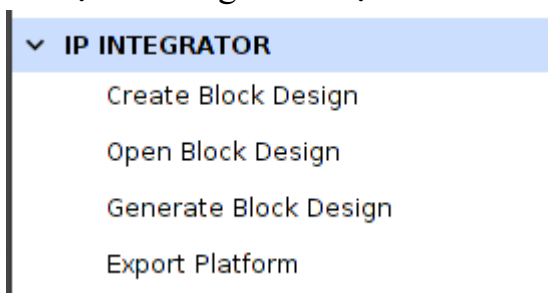 IP INTEGRATOR
Create Block Design
Open Block Design
Generate Block Design
Export Platform